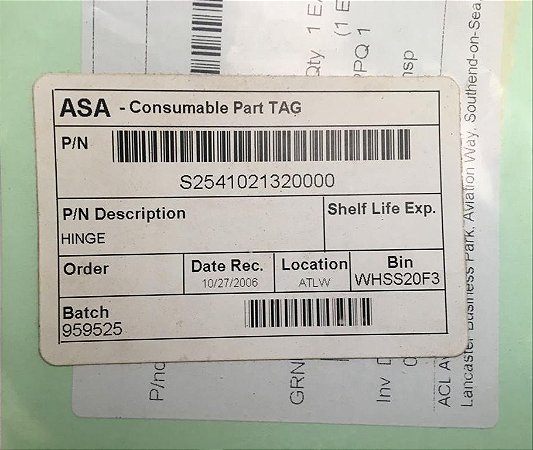 ASA - Consumable Part TAG
P/N
S2541021320000
P/N Description
Shelf Life Exp.
HINGE
Order
Date Rec.
Location
Bin
10/27/2006
ATLW
WHSS20F3
Batch
959525
Qty 1
PPQ 1
P/no
GRN
Inv
ACL
Lancaster Business Park, Aviation Way, Southend-on-Sea,